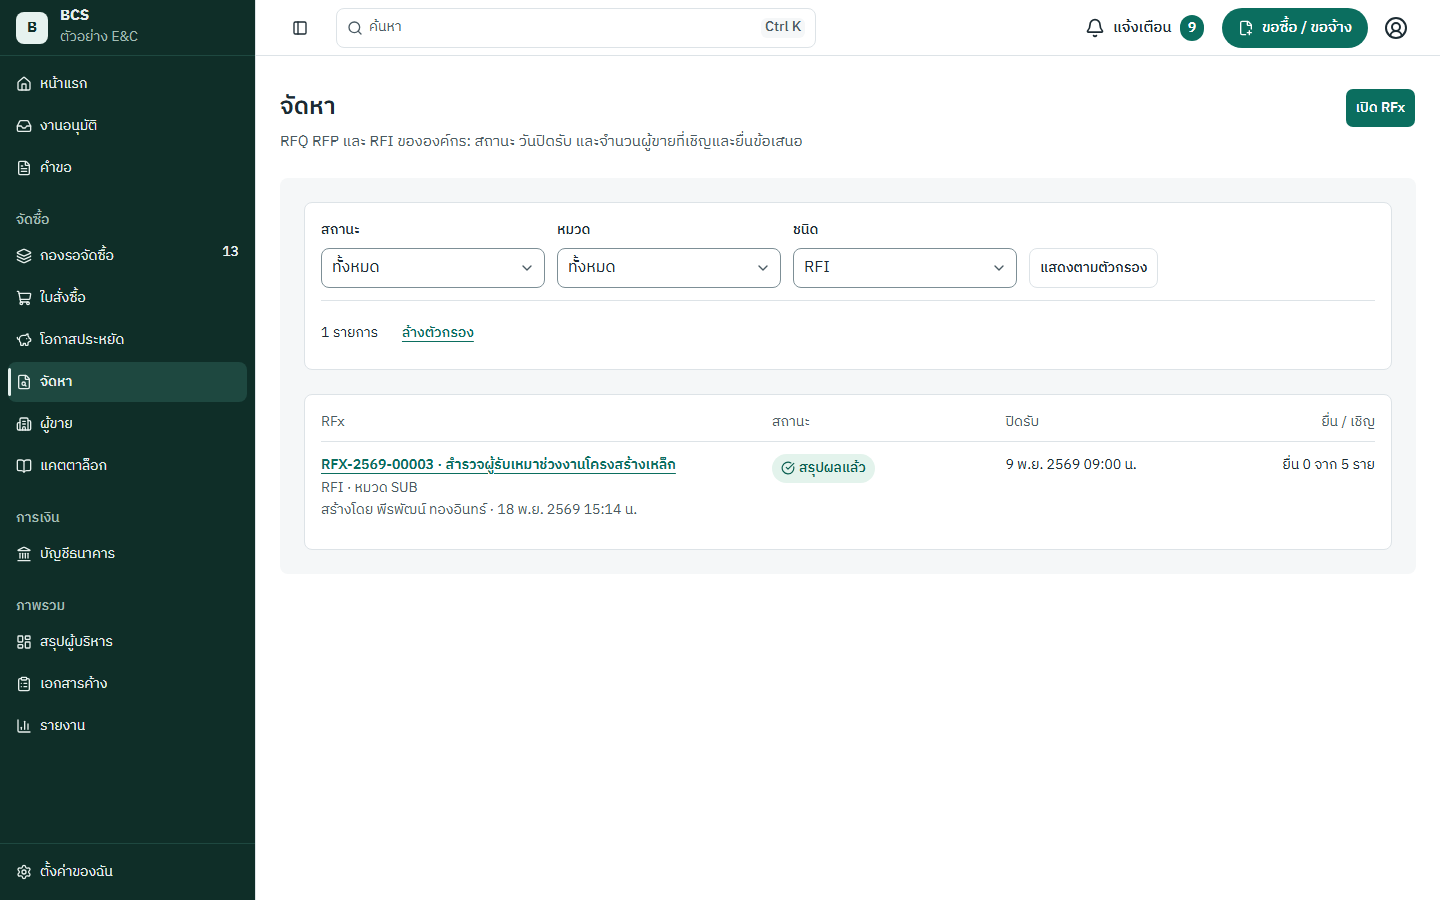 B
BCS
ตัวอย่าง E&C
ค้นหา
Ctrl K
แจ้งเตือน
9
ขอซื้อ / ขอจ้าง
หน้าแรก
งานอนุมัติ
คำขอ
จัดซื้อ
กองรอจัดซื้อ
13
ใบสั่งซื้อ
โอกาสประหยัด
จัดหา
ผู้ขาย
แคตตาล็อก
การเงิน
บัญชีธนาคาร
ภาพรวม
สรุปผู้บริหาร
เอกสารค้าง
รายงาน
ตั้งค่าของฉัน
จัดหา
เปิด RFx
RFQ RFP และ RFI ขององค์กร: สถานะ วันปิดรับ และจำนวนผู้ขายที่เชิญและยื่นข้อเสนอ
สถานะ
หมวด
ชนิด
ทั้งหมด
ทั้งหมด
RFI
แสดงตามตัวกรอง
1 รายการ
ล้างตัวกรอง
RFx
สถานะ
ปิดรับ
ยื่น / เชิญ
RFX-2569-00003 · สำรวจผู้รับเหมาช่วงงานโครงสร้างเหล็ก
สรุปผลแล้ว
9 พ.ย. 2569 09:00 น.
ยื่น 0 จาก 5 ราย
RFI · หมวด SUB
สร้างโดย พีรพัฒน์ ทองอินทร์ · 18 พ.ย. 2569 15:14 น.